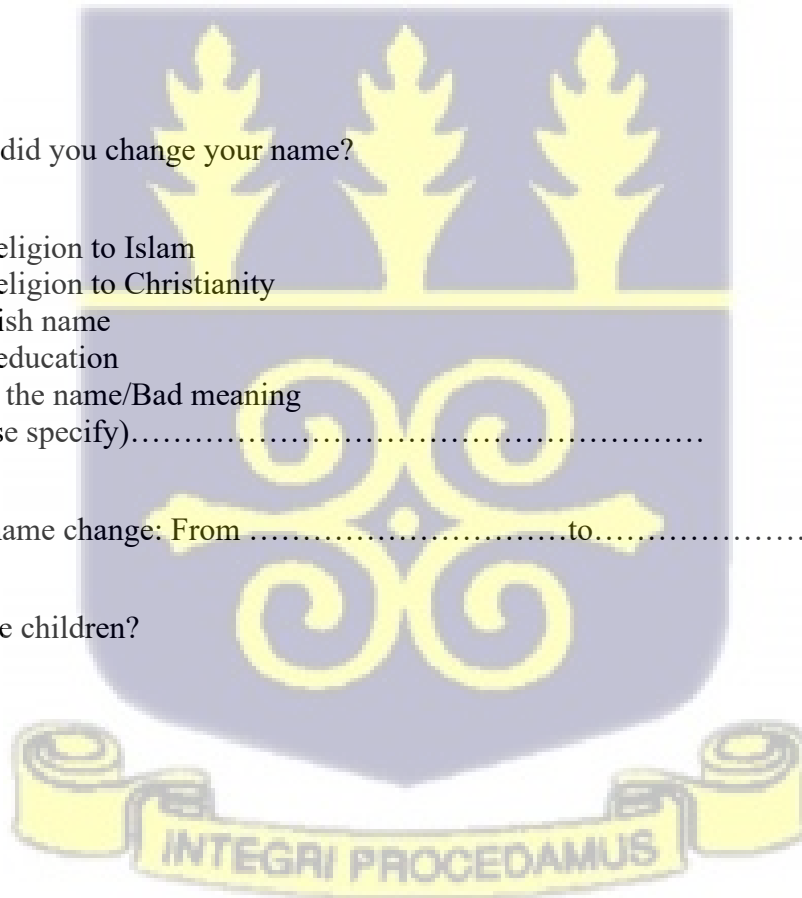 did you change your name?
eligion to Islam
eligion to Christianity
ish name
education
the name/Bad meaning
se specify)…………………………………………………………
ame change: From ………………………………to……………………
e children?
INTEGRI PROCEDAMUS